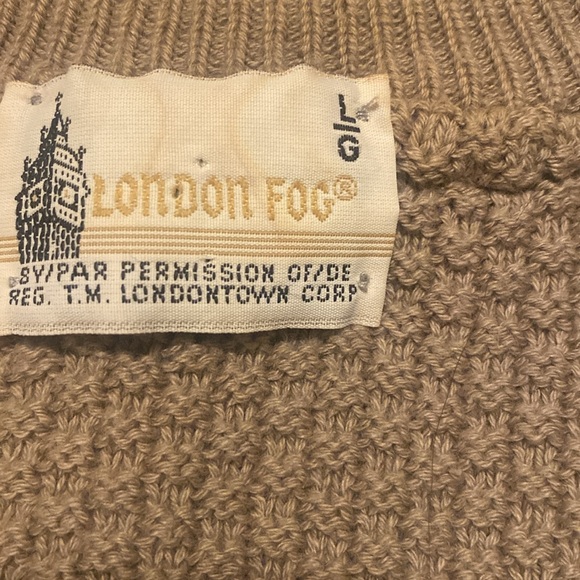 L/G
LONDON FOG®
BY/PAR PERMISSION OF/DE
REG. T.M. LONDONTOWN CORP